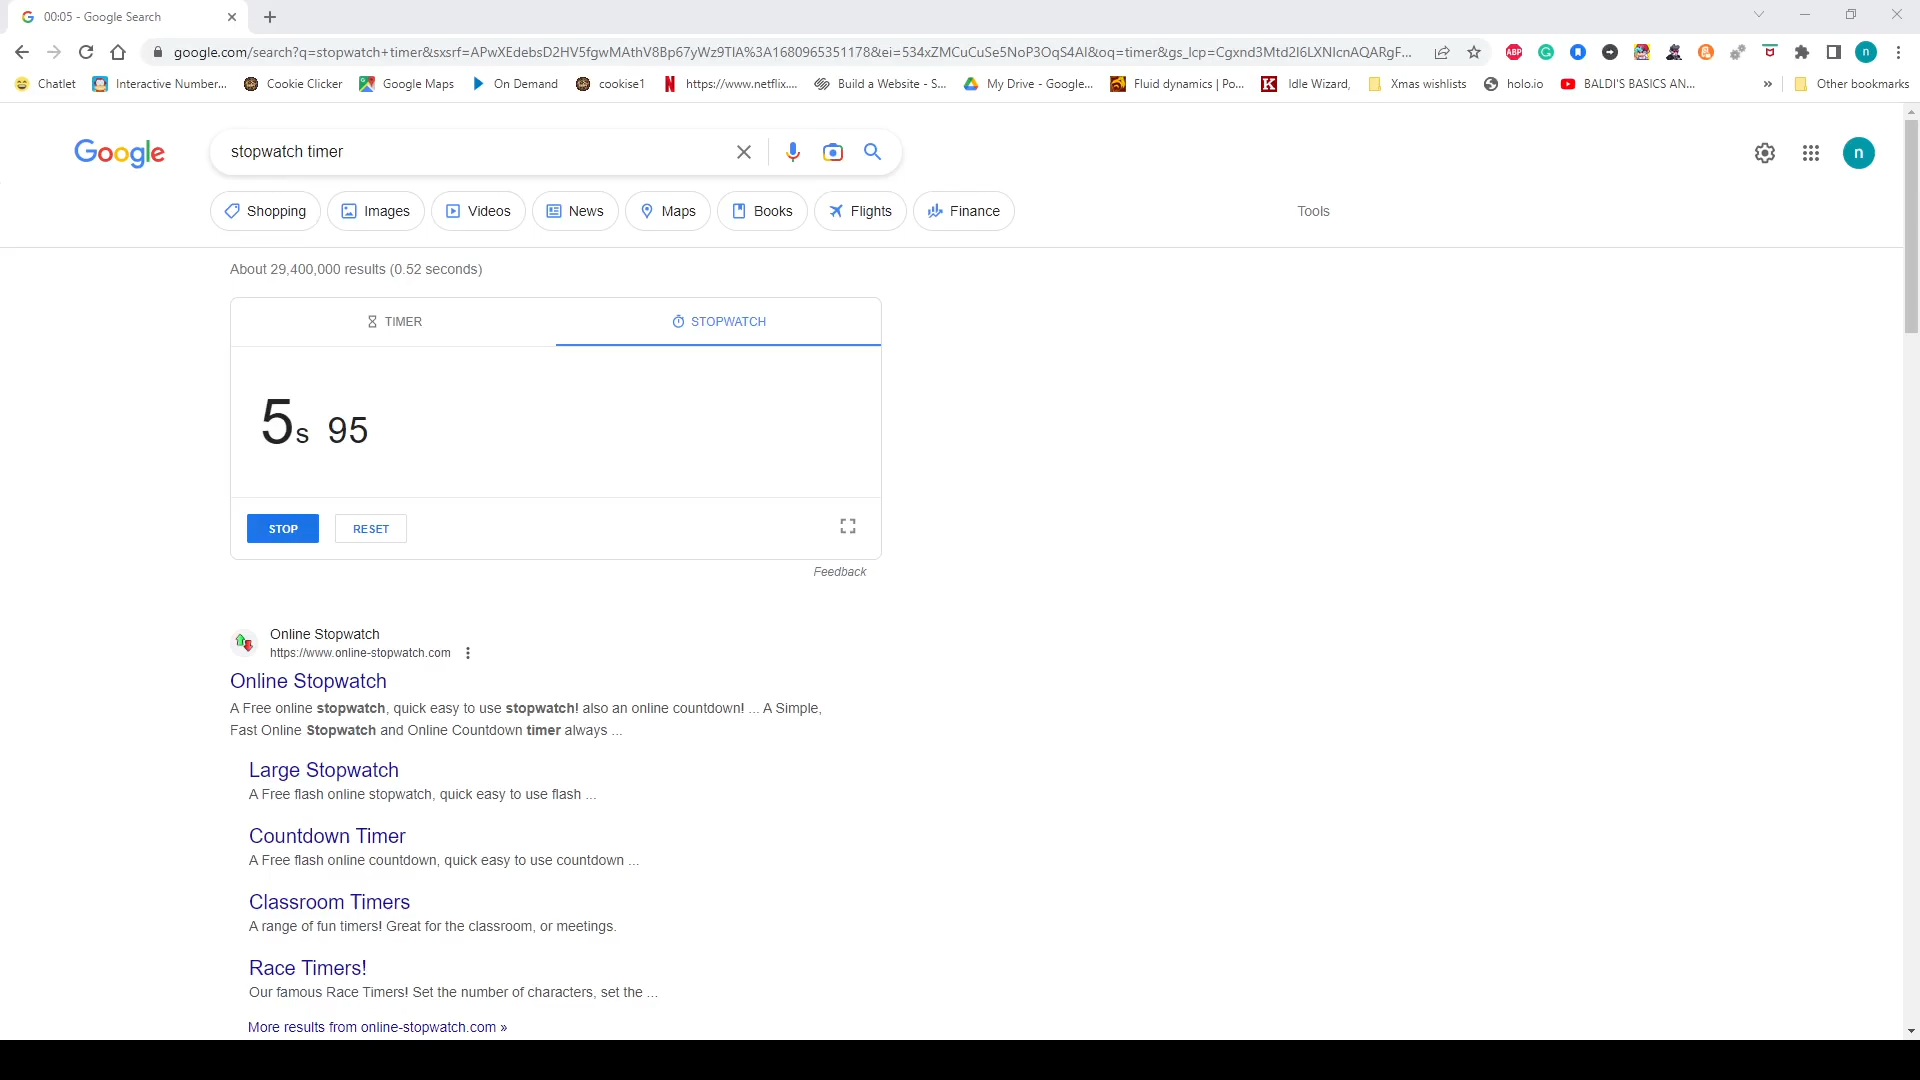 00:05 - Google Search
google.com/search?q=stopwatch+timer&sxsrf=APwXEdebsD2HV5fgwMAthV8Bp67yWz9TIA%3A1680965351178&ei=534xZMCuCuSe5NoP3OqS4AI&oq=timer&gs_lcp=Cgxnd3Mtd2l6LXNlcnAQARgF...
ABP
n
Chatlet
Interactive Number...
Cookie Clicker
Google Maps
On Demand
cookise1
https://www.netflix....
Build a Website - S...
My Drive - Google...
Fluid dynamics | Po...
Idle Wizard,
Xmas wishlists
holo.io
BALDI'S BASICS AN...
»
Other bookmarks
Google
stopwatch timer
n
Shopping
Images
Videos
News
Maps
Books
Flights
Finance
Tools
About 29,400,000 results (0.52 seconds)
TIMER
STOPWATCH
5s 95
STOP
RESET
Feedback
Online Stopwatch
https://www.online-stopwatch.com
Online Stopwatch
A Free online stopwatch, quick easy to use stopwatch! also an online countdown! ... A Simple,
Fast Online Stopwatch and Online Countdown timer always ...
Large Stopwatch
A Free flash online stopwatch, quick easy to use flash ...
Countdown Timer
A Free flash online countdown, quick easy to use countdown ...
Classroom Timers
A range of fun timers! Great for the classroom, or meetings.
Race Timers!
Our famous Race Timers! Set the number of characters, set the ...
More results from online-stopwatch.com »